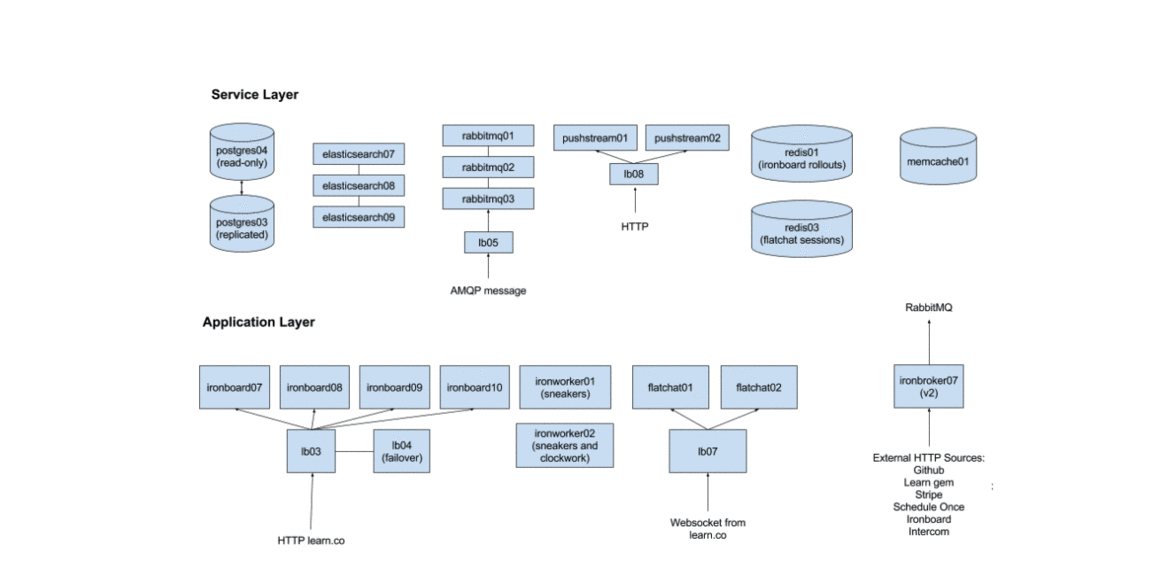 Service Layer
postgres04
(read-only)
postgres03
(replicated)
elasticsearch07
elasticsearch08
elasticsearch09
rabbitmq01
rabbitmq02
rabbitmq03
lb05
AMQP message
pushstream01
pushstream02
lb08
HTTP
redis01
(ironboard rollouts)
redis03
(flatchat sessions)
memcache01
Application Layer
ironboard07
ironboard08
ironboard09
ironboard10
lb03
lb04
(failover)
HTTP learn.co
ironworker01
(sneakers)
ironworker02
(sneakers and
clockwork)
flatchat01
flatchat02
lb07
Websocket from
learn.co
RabbitMQ
ironbroker07
(v2)
External HTTP Sources:
Github
Learn gem
Stripe
Schedule Once
Ironboard
Intercom
;